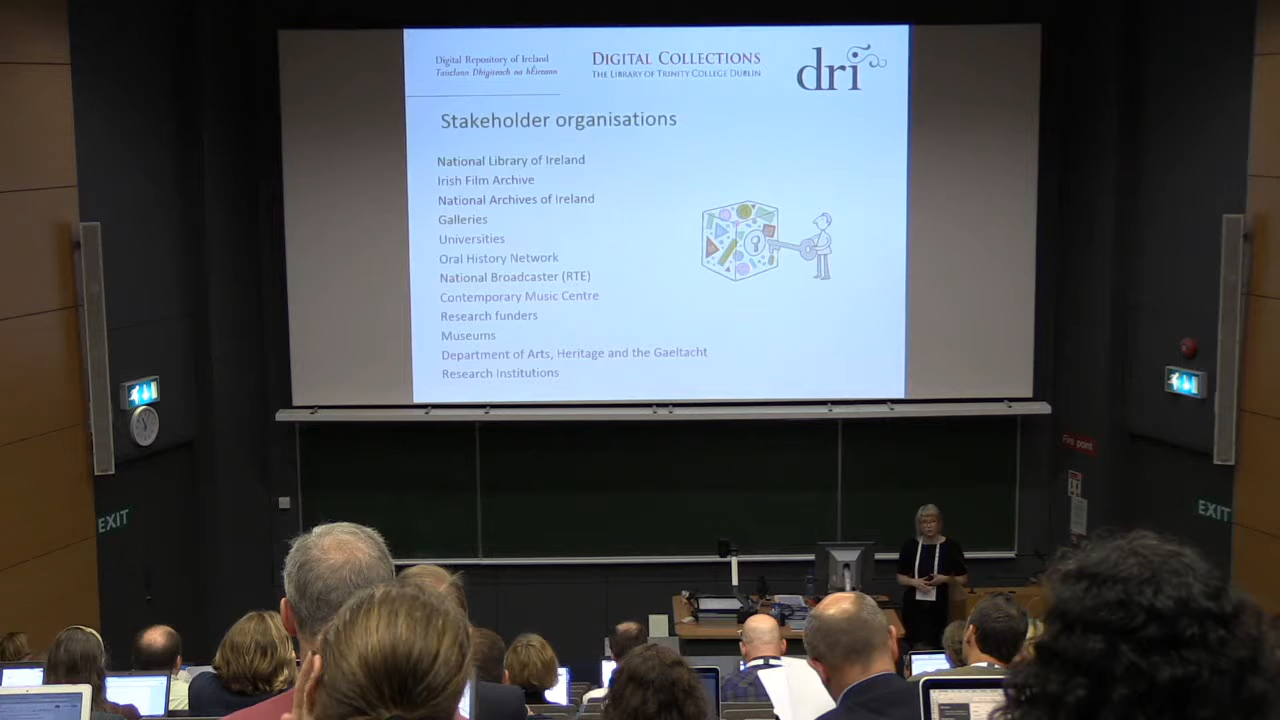 Digital Repository of Ireland
Taisclann Dhigiteach na hÉireann
DIGITAL COLLECTIONS
THE LIBRARY OF TRINITY COLLEGE DUBLIN
dri
Stakeholder organisations
National Library of Ireland
Irish Film Archive
National Archives of Ireland
Galleries
Universities
Oral History Network
National Broadcaster (RTE)
Contemporary Music Centre
Research funders
Museums
Department of Arts, Heritage and the Gaeltacht
Research Institutions
Fire point
EXIT
EXIT